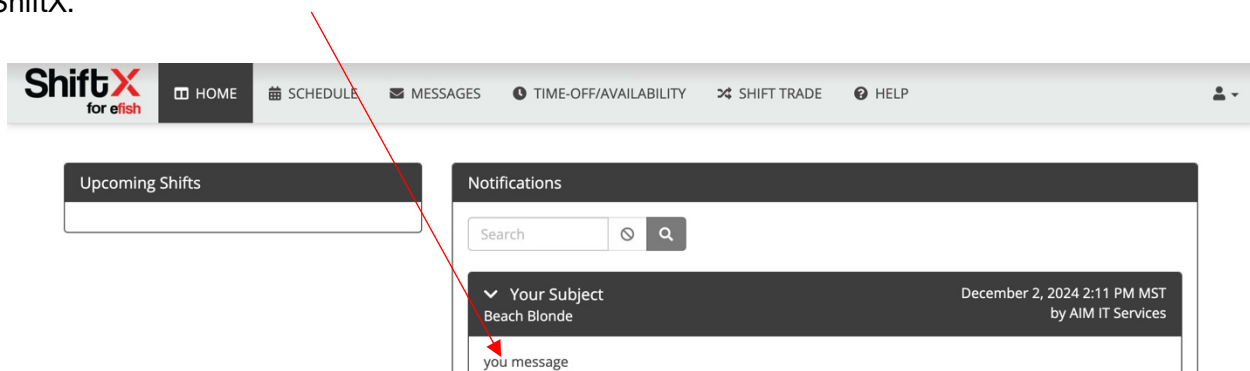 ShiftX.
ShiftX
for efish
HOME
SCHEDULE
MESSAGES
TIME-OFF/AVAILABILITY
SHIFT TRADE
HELP
Upcoming Shifts
Notifications
Search
Your Subject
December 2, 2024 2:11 PM MST
Beach Blonde
by AIM IT Services
you message